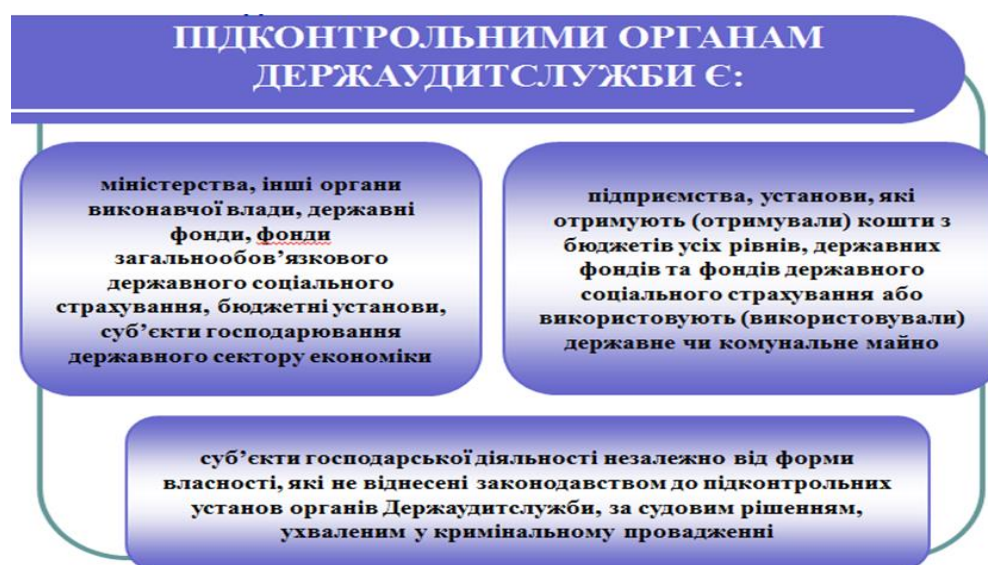 ПІДКОНТРОЛЬНИМИ ОРГАНАМ
ДЕРЖАУДИТСЛУЖБИ Є:
міністерства, інші органи
виконавчої влади, державні
фонди, фонди
загальнообов’язкового
державного соціального
страхування, бюджетні установи,
суб’єкти господарювання
державного сектору економіки
підприємства, установи, які
отримують (отримували) кошти з
бюджетів усіх рівнів, державних
фондів та фондів державного
соціального страхування або
використовують (використовували)
державне чи комунальне майно
суб’єкти господарської діяльності незалежно від форми
власності, які не віднесені законодавством до підконтрольних
установ органів Держаудитслужби, за судовим рішенням,
ухваленим у кримінальному провадженні